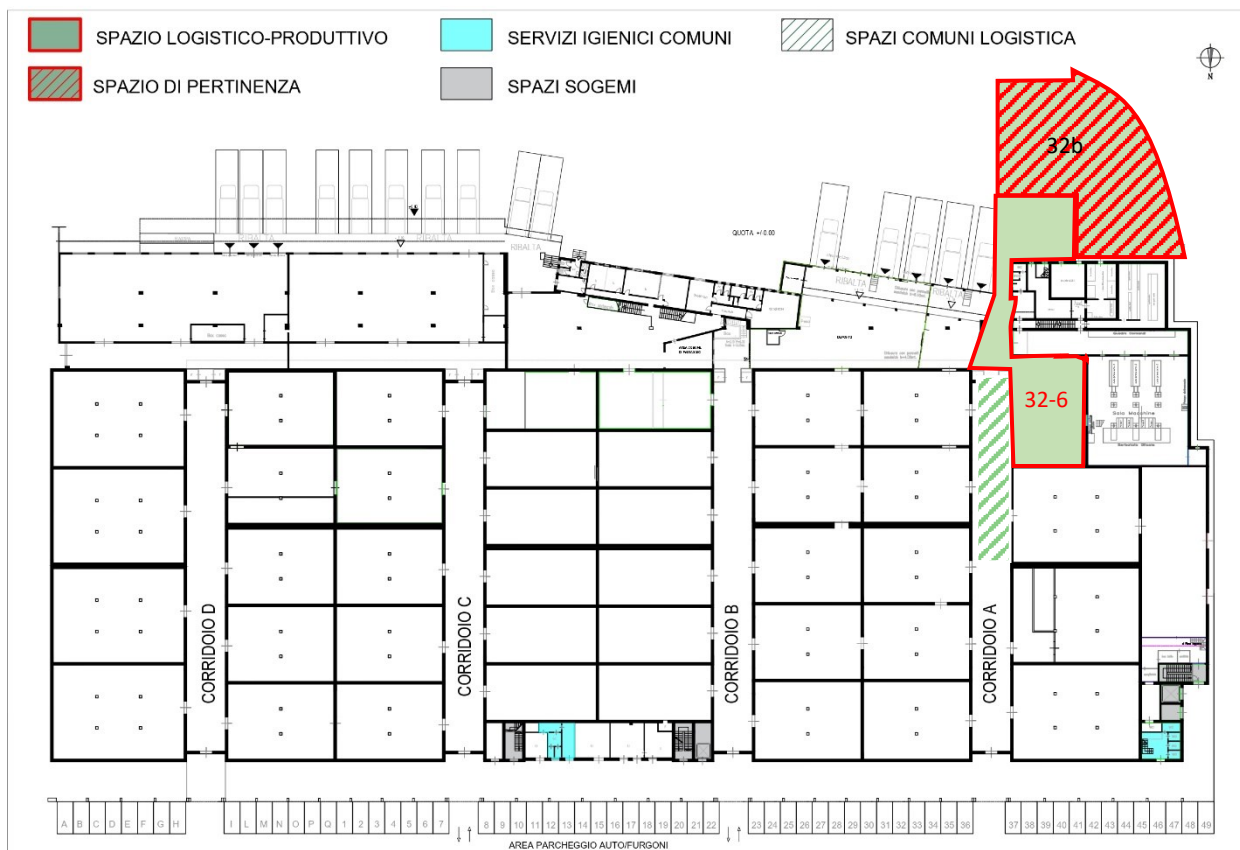 SPAZIO LOGISTICO-PRODUTTIVO
SERVIZI IGIENICI COMUNI
SPAZI COMUNI LOGISTICA
SPAZIO DI PERTINENZA
SPAZI SOGEMI
N
32b
QUOTA +/ 0.00
RIBALTA
RIBALTA
RIBALTA
RIBALTA
RIBALTA
32-6
Sala Macchine
CORRIDOIO D
CORRIDOIO C
CORRIDOIO B
CORRIDOIO A
A B C D E F G H I L M N O P Q 1 2 3 4 5 6 7 8 9 10 11 12 13 14 15 16 17 18 19 20 21 22 23 24 25 26 27 28 29 30 31 32 33 34 35 36 37 38 39 40 41 42 43 44 45 46 47 48 49
AREA PARCHEGGIO AUTO/FURGONI